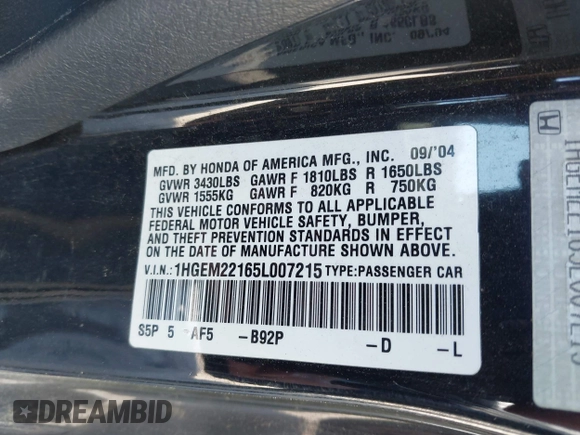 MFD. BY HONDA OF AMERICA MFG., INC. 09/'04
GVWR 3430LBS GAWR F 1810LBS R 1650LBS
GVWR 1555KG GAWR F 820KG R 750KG
THIS VEHICLE CONFORMS TO ALL APPLICABLE
FEDERAL MOTOR VEHICLE SAFETY, BUMPER,
AND THEFT PREVENTION STANDARDS IN EFFECT
ON THE DATE OF MANUFACTURE SHOWN ABOVE.
V.I.N.:1HGEM22165L007215 TYPE:PASSENGER CAR
S5P 5 AF5 -B92P -D -L
DREAMBID